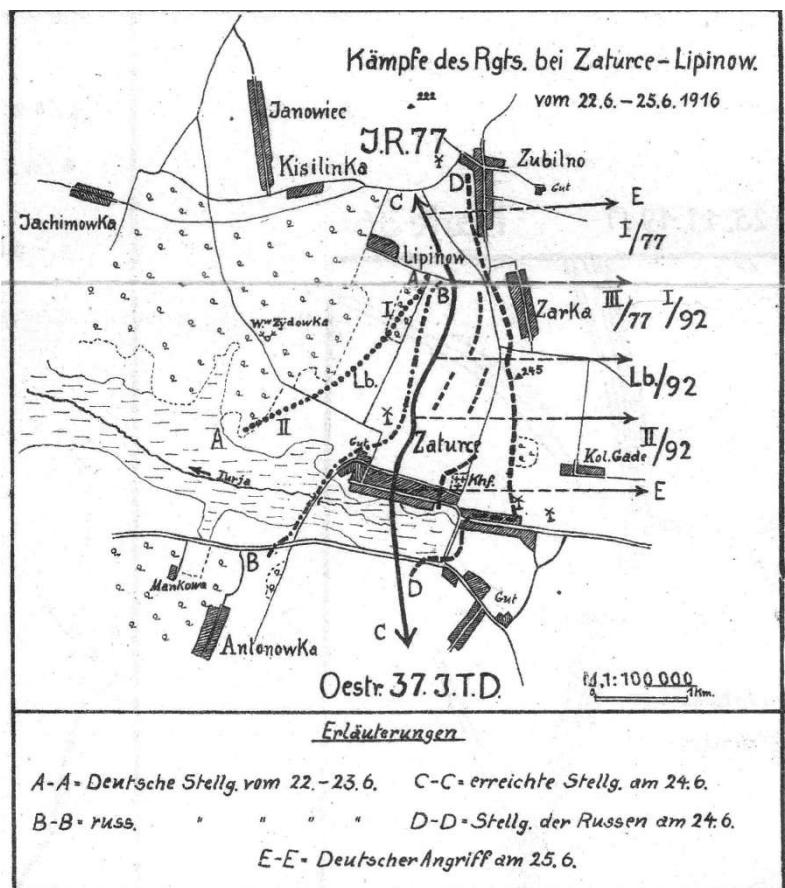 Kämpfe des Rgts. bei Zaturce-Lipinow.
vom 22.6.-25.6.1916
222
Janowiec
J.R.77
Zubilno
Kisilinka
D
Gut
Jachimowka
C
E
I/77
Lipinow
A
B
Zarka
III/77 I/92
I
W.w Zydowka
Lb.
Lb./92
245
A
II
II/92
Gut
Zaturce
Kol. Gade
Turja
Khf.
E
B
Mankowa
D
Gut
Antonowka
C
Oestr. 37. J.T.D.
M.1:100 000
0 1Km.
Erläuterungen
A-A = Deutsche Stellg. vom 22.-23.6. C-C = erreichte Stellg. am 24.6.
B-B = russ. " " " " D-D = Stellg. der Russen am 24.6.
E-E = Deutscher Angriff am 25.6.